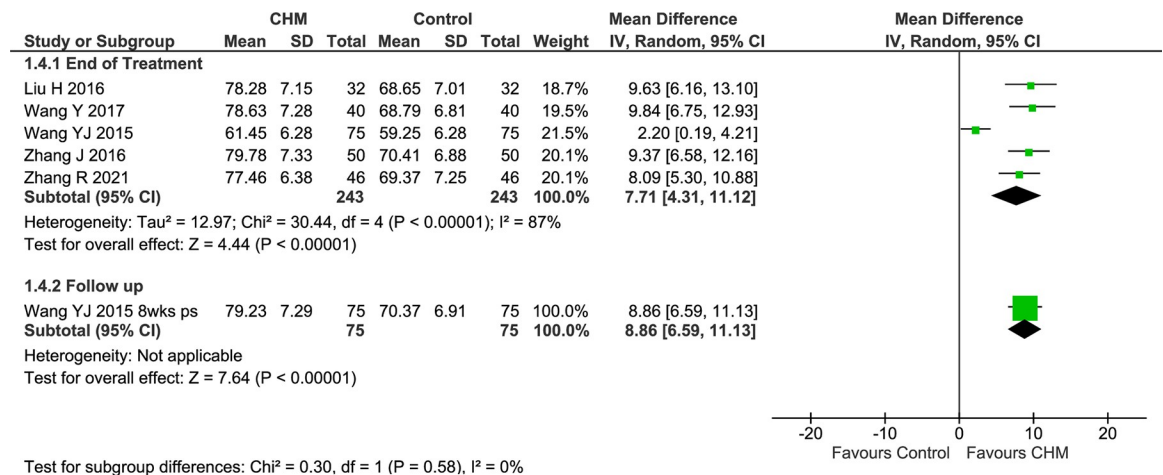 CHM Control Mean Difference Mean Difference
Study or Subgroup Mean SD Total Mean SD Total Weight IV, Random, 95% CI IV, Random, 95% CI
1.4.1 End of Treatment
Liu H 2016 78.28 7.15 32 68.65 7.01 32 18.7% 9.63 [6.16, 13.10]
Wang Y 2017 78.63 7.28 40 68.79 6.81 40 19.5% 9.84 [6.75, 12.93]
Wang YJ 2015 61.45 6.28 75 59.25 6.28 75 21.5% 2.20 [0.19, 4.21]
Zhang J 2016 79.78 7.33 50 70.41 6.88 50 20.1% 9.37 [6.58, 12.16]
Zhang R 2021 77.46 6.38 46 69.37 7.25 46 20.1% 8.09 [5.30, 10.88]
Subtotal (95% CI) 243 243 100.0% 7.71 [4.31, 11.12]
Heterogeneity: Tau² = 12.97; Chi² = 30.44, df = 4 (P < 0.00001); I² = 87%
Test for overall effect: Z = 4.44 (P < 0.00001)
1.4.2 Follow up
Wang YJ 2015 8wks ps 79.23 7.29 75 70.37 6.91 75 100.0% 8.86 [6.59, 11.13]
Subtotal (95% CI) 75 75 100.0% 8.86 [6.59, 11.13]
Heterogeneity: Not applicable
Test for overall effect: Z = 7.64 (P < 0.00001)
-20 -10 0 10 20
Favours Control Favours CHM
Test for subgroup differences: Chi² = 0.30, df = 1 (P = 0.58), I² = 0%